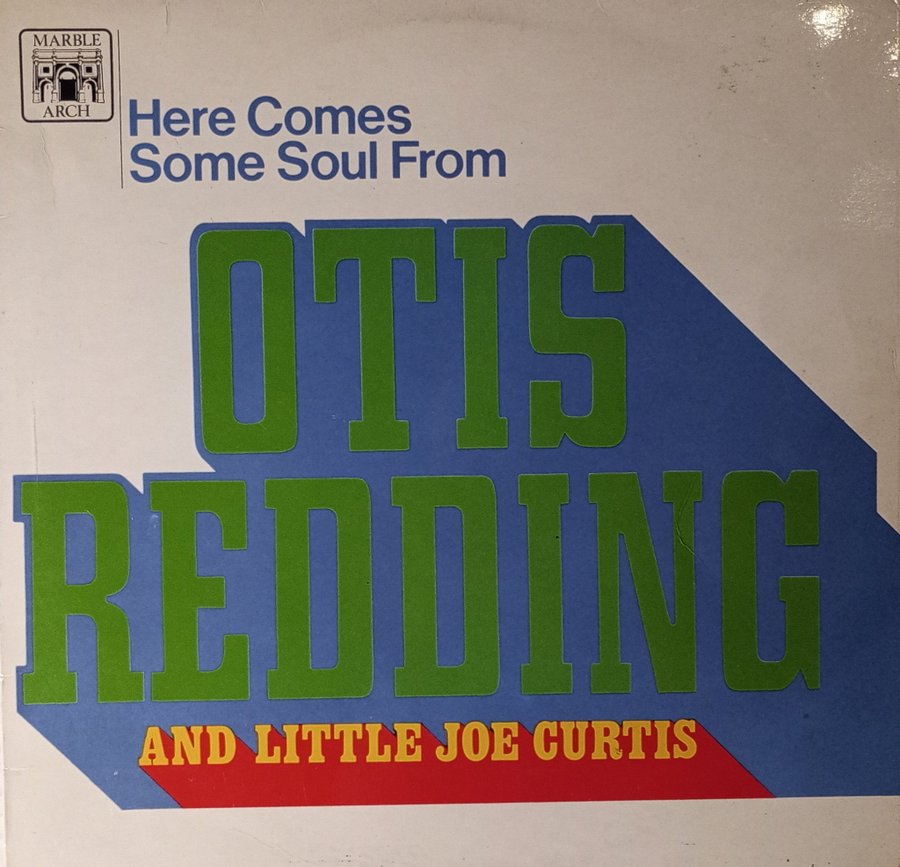 MARBLE
ARCH
Here Comes
Some Soul From
OTIS
REDDING
AND LITTLE JOE CURTIS